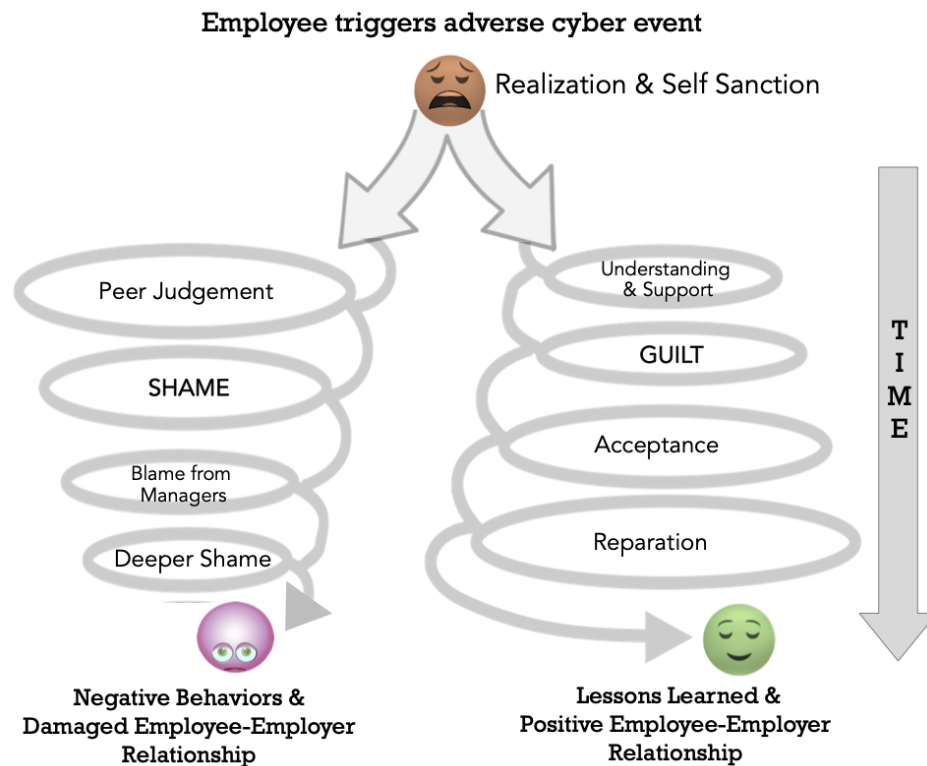 Employee triggers adverse cyber event
Realization & Self Sanction
Peer Judgement
SHAME
Blame from
Managers
Deeper Shame
Negative Behaviors &
Damaged Employee-Employer
Relationship
Understanding
& Support
GUILT
Acceptance
Reparation
Lessons Learned &
Positive Employee-Employer
Relationship
T
I
M
E